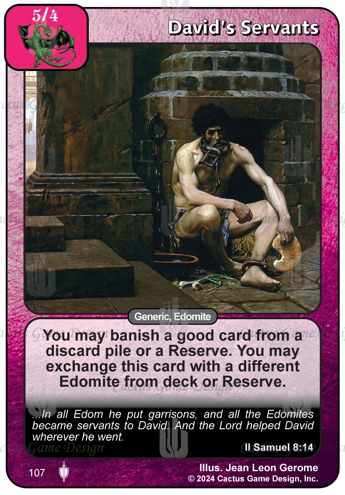 5/4
David's Servants
Generic, Edomite
You may banish a good card from a
discard pile or a Reserve. You may
exchange this card with a different
Edomite from deck or Reserve.
...In all Edom he put garrisons, and all the Edomites
became servants to David. And the Lord helped David
wherever he went.
II Samuel 8:14
107
Illus. Jean Leon Gerome
© 2024 Cactus Game Design, Inc.